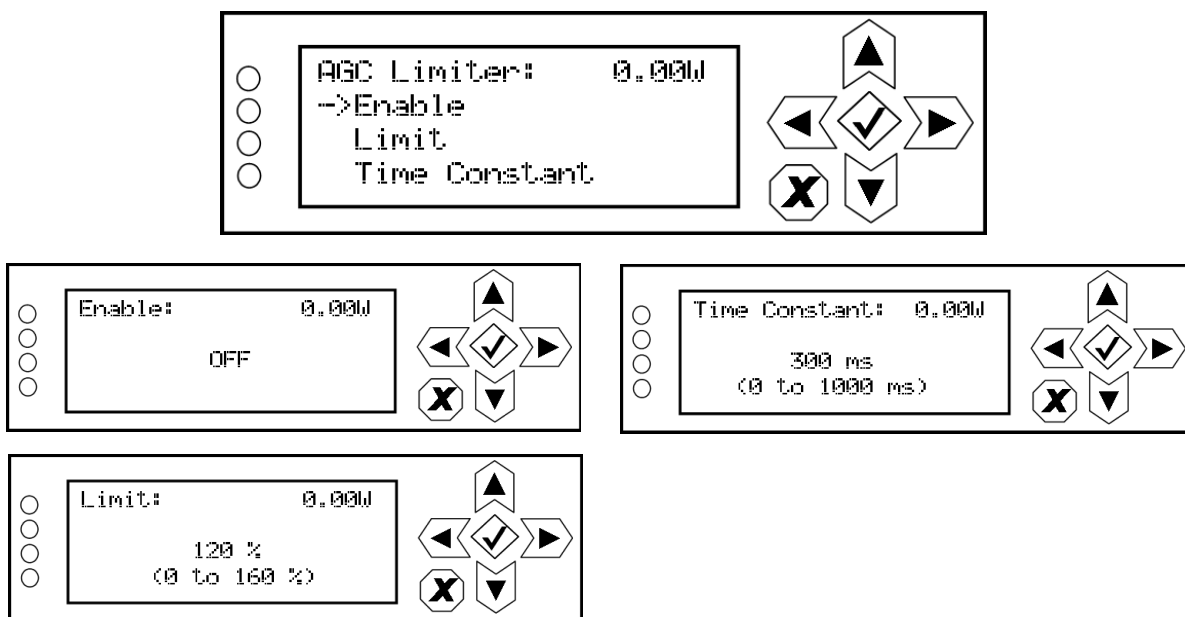 AGC Limiter: 0.00W
->Enable
Limit
Time Constant
Enable: 0.00W
OFF
Time Constant: 0.00W
300 ms
(0 to 1000 ms)
Limit: 0.00W
120 %
(0 to 160 %)